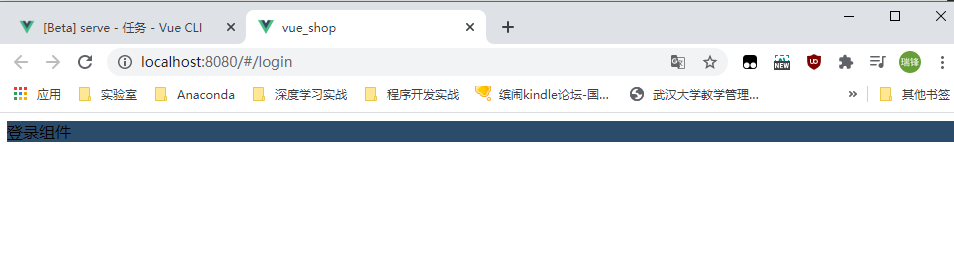 [Beta] serve - 任务 - Vue CLI vue_shop
localhost:8080/#/login NEW UD 瑞锋
应用 实验室 Anaconda 深度学习实战 程序开发实战 缤闹kindle论坛-国... 武汉大学教学管理... » 其他书签
登录组件